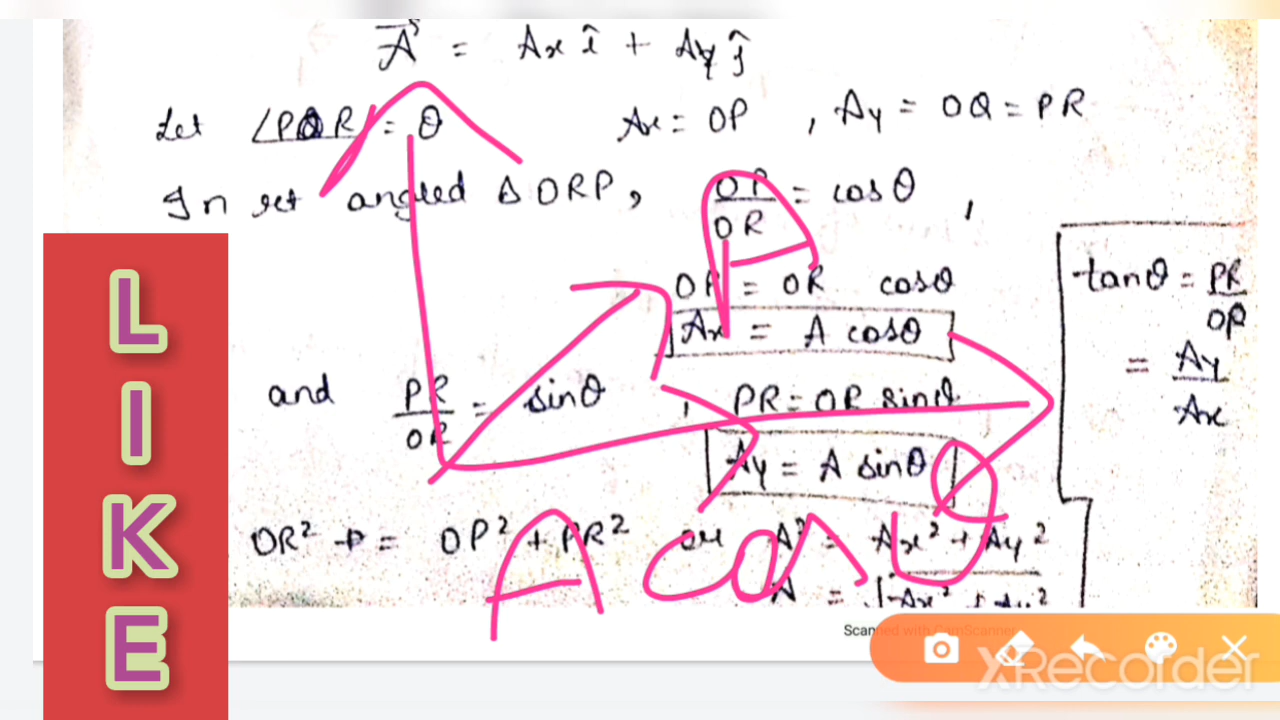 A⃗ = Ax î + Ay ĵ
Let ∠POR = θ Ax = OP , Ay = OQ = PR
In rt angled Δ ORP, OP/OR = cosθ ,
OP = OR cosθ
Ax = A cosθ
tanθ = PR/OP
= Ay/Ax
and PR/OR = sinθ , PR = OR sinθ
Ay = A sinθ
OR² = OP² + PR² or A² = Ax² + Ay²
A = √Ax² + Ay²
A cos
Scanned with CamScanner
XRecorder
L
I
K
E